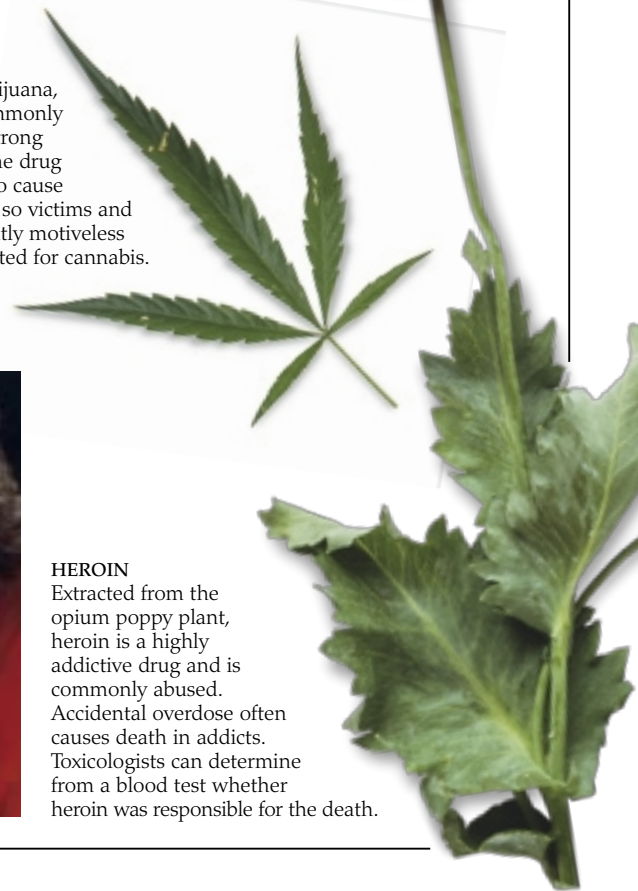 ijuana,
mmonly
rong
e drug
o cause
so victims and
tly motiveless
ted for cannabis.
HEROIN
Extracted from the
opium poppy plant,
heroin is a highly
addictive drug and is
commonly abused.
Accidental overdose often
causes death in addicts.
Toxicologists can determine
from a blood test whether
heroin was responsible for the death.